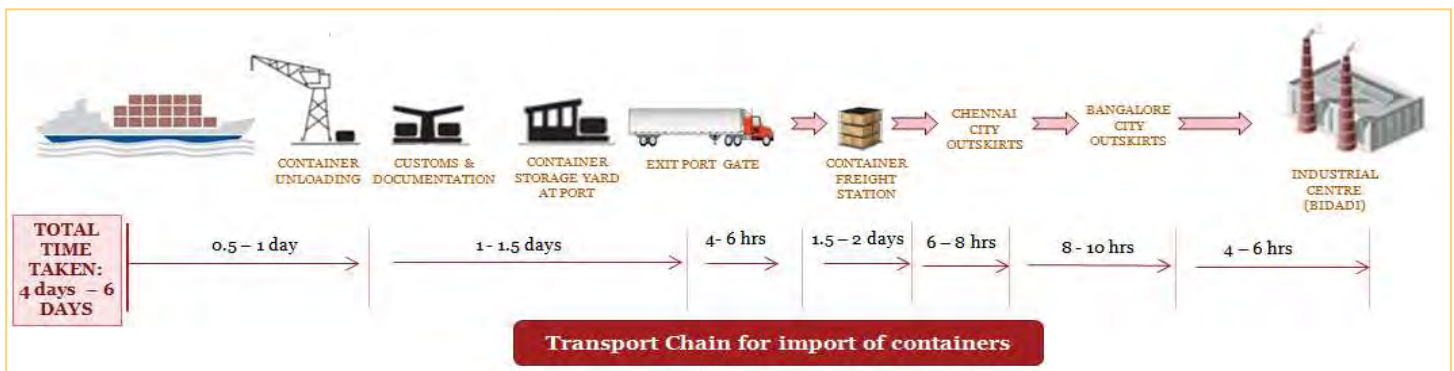 CONTAINER
UNLOADING
CUSTOMS &
DOCUMENTATION
CONTAINER
STORAGE YARD
AT PORT
EXIT PORT GATE
CONTAINER
FREIGHT
STATION
CHENNAI
CITY
OUTSKIRTS
BANGALORE
CITY
OUTSKIRTS
INDUSTRIAL
CENTRE
(BIDADI)
TOTAL
TIME
TAKEN:
4 days – 6
DAYS
0.5 – 1 day
1 - 1.5 days
4- 6 hrs
1.5 – 2 days
6 – 8 hrs
8 - 10 hrs
4 – 6 hrs
Transport Chain for import of containers